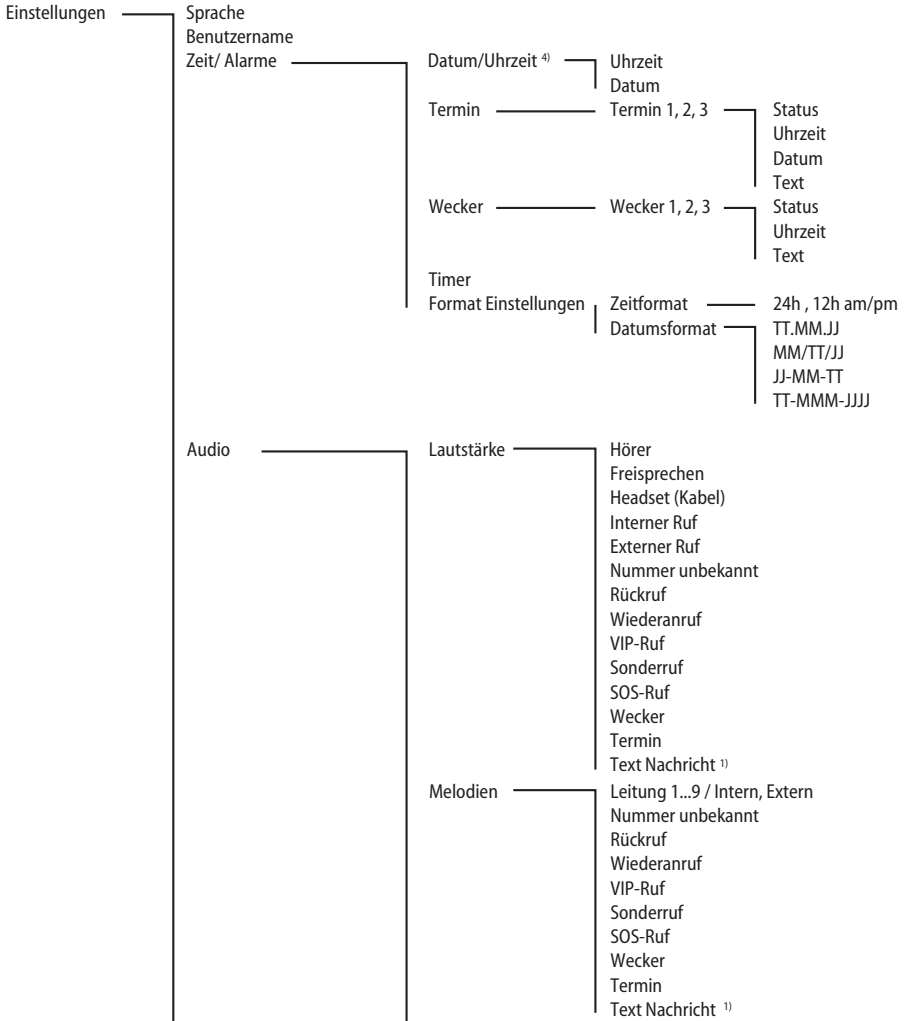 Einstellungen Sprache
Benutzername
Zeit/ Alarme Datum/Uhrzeit 4) Uhrzeit
Datum
Termin Termin 1, 2, 3 Status
Uhrzeit
Datum
Text
Wecker Wecker 1, 2, 3 Status
Uhrzeit
Text
Timer
Format Einstellungen Zeitformat 24h , 12h am/pm
Datumsformat TT.MM.JJ
MM/TT/JJ
JJ-MM-TT
TT-MMM-JJJJ
Audio Lautstärke Hörer
Freisprechen
Headset (Kabel)
Interner Ruf
Externer Ruf
Nummer unbekannt
Rückruf
Wiederanruf
VIP-Ruf
Sonderruf
SOS-Ruf
Wecker
Termin
Text Nachricht 1)
Melodien Leitung 1...9 / Intern, Extern
Nummer unbekannt
Rückruf
Wiederanruf
VIP-Ruf
Sonderruf
SOS-Ruf
Wecker
Termin
Text Nachricht 1)